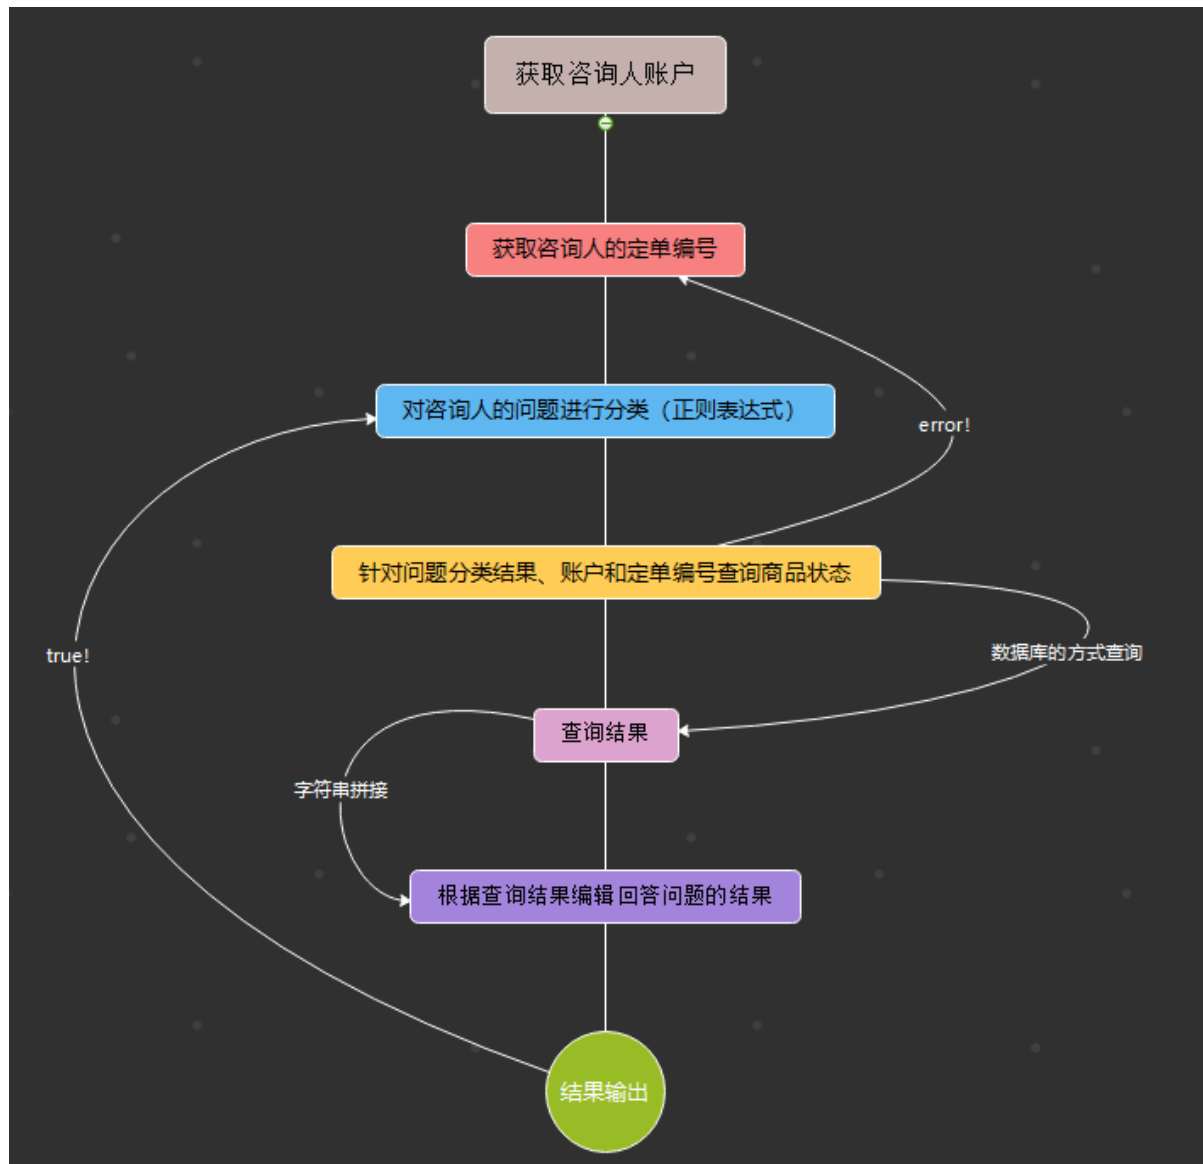 获取咨询人账户
获取咨询人的定单编号
对咨询人的问题进行分类（正则表达式）
error!
针对问题分类结果、账户和定单编号查询商品状态
true!
数据库的方式查询
查询结果
字符串拼接
根据查询结果编辑回答问题的结果
结果输出